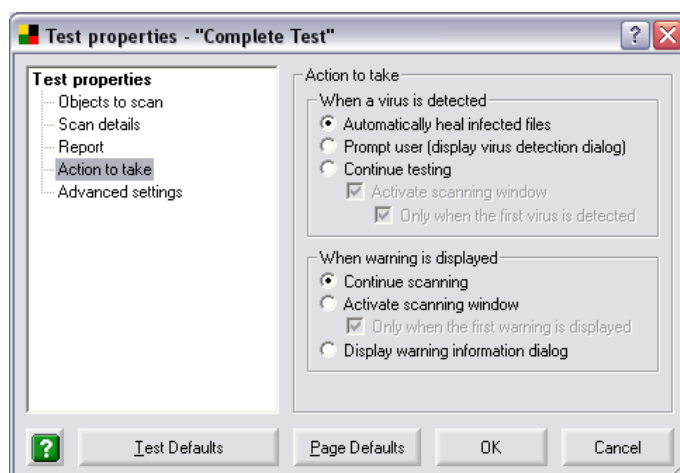 Test properties - "Complete Test"
Test properties
Objects to scan
Scan details
Report
Action to take
Advanced settings
Action to take
When a virus is detected
Automatically heal infected files
Prompt user (display virus detection dialog)
Continue testing
Activate scanning window
Only when the first virus is detected
When warning is displayed
Continue scanning
Activate scanning window
Only when the first warning is displayed
Display warning information dialog
Test Defaults
Page Defaults
OK
Cancel